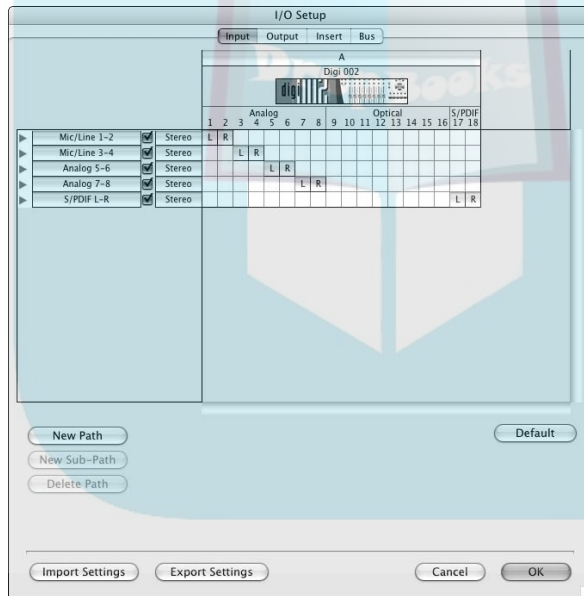 I/O Setup
Input Output Insert Bus
A
Digi 002
digi
Analog Optical S/PDIF
1 2 3 4 5 6 7 8 9 10 11 12 13 14 15 16 17 18
Mic/Line 1-2 Stereo L R
Mic/Line 3-4 Stereo L R
Analog 5-6 Stereo L R
Analog 7-8 Stereo L R
S/PDIF L-R Stereo L R
New Path Default
New Sub-Path
Delete Path
Import Settings Export Settings Cancel OK